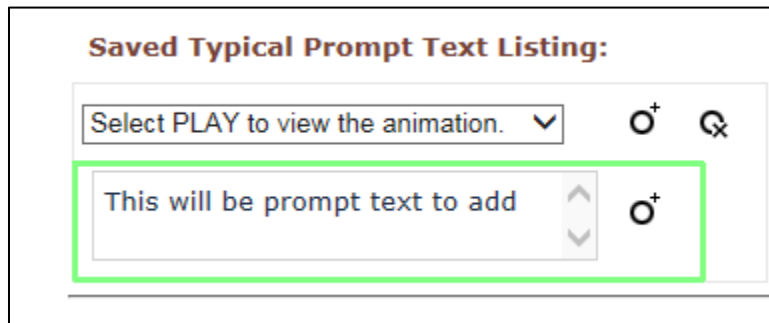 Saved Typical Prompt Text Listing:
Select PLAY to view the animation.
This will be prompt text to add